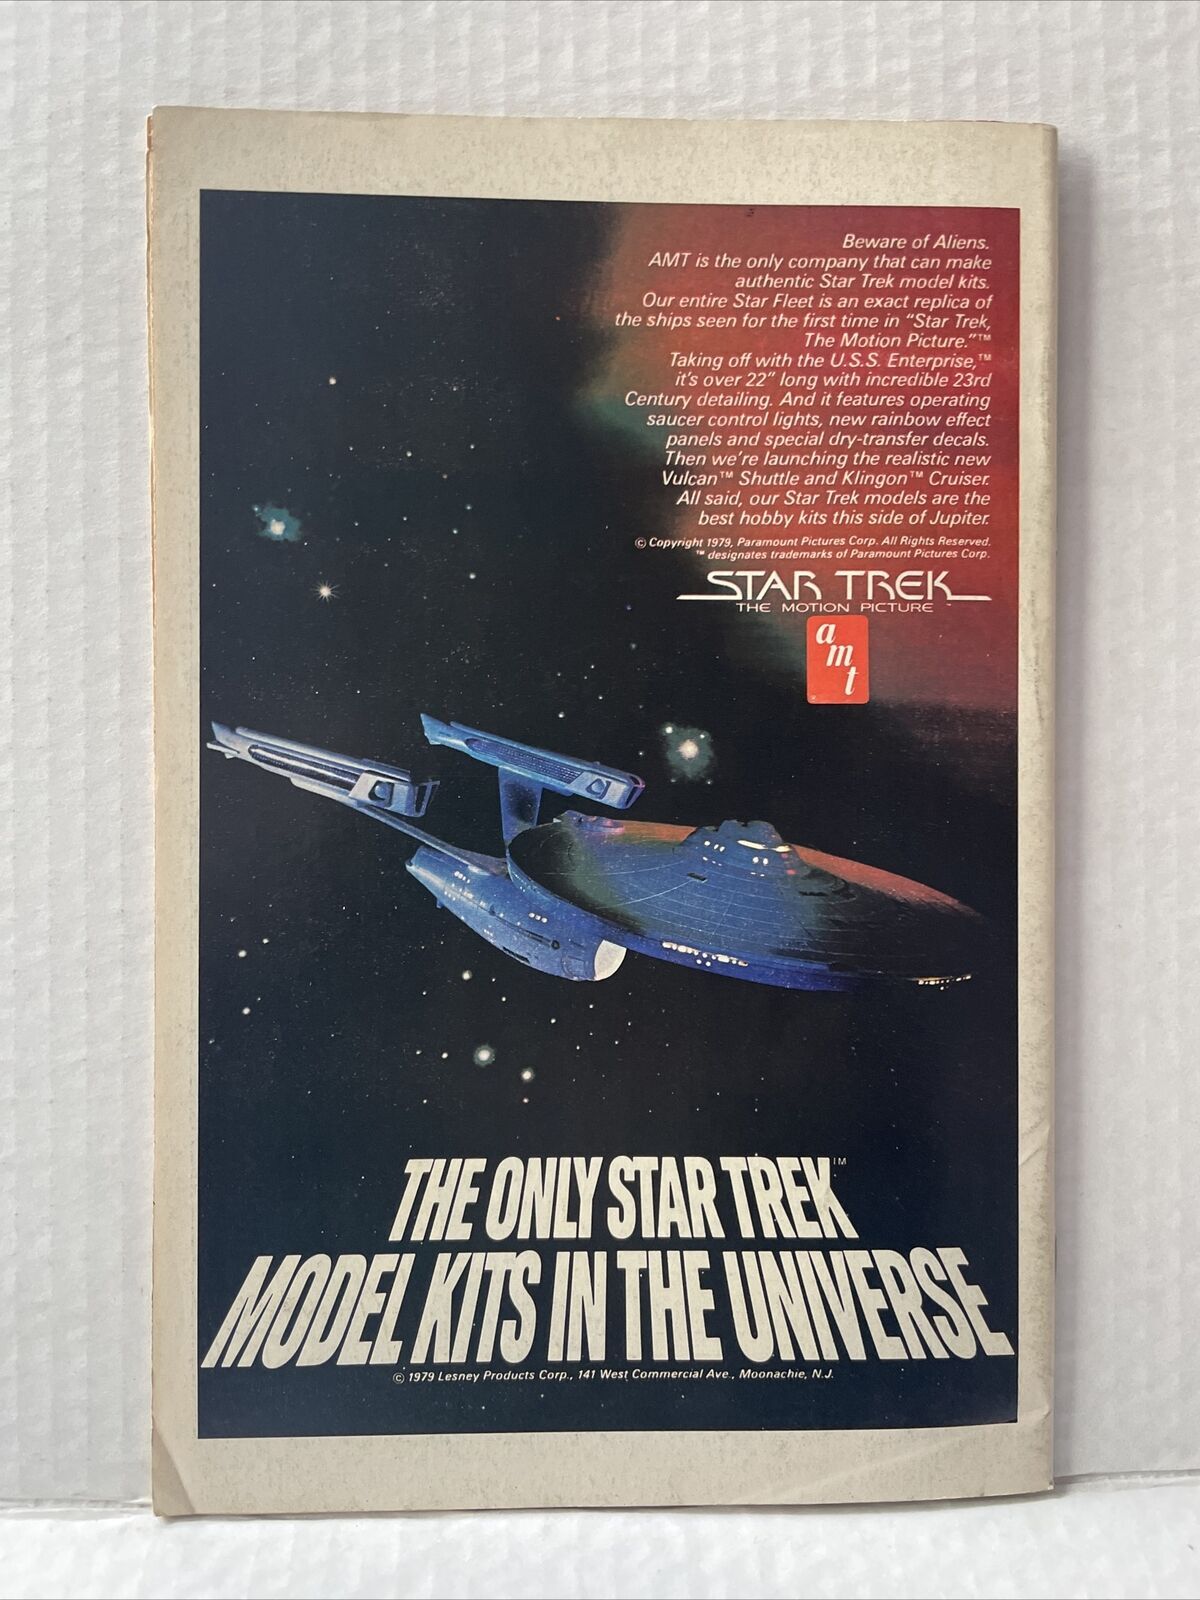 Beware of Aliens.
AMT is the only company that can make
authentic Star Trek model kits.
Our entire Star Fleet is an exact replica of
the ships seen for the first time in “Star Trek,
The Motion Picture.”™
Taking off with the U.S.S. Enterprise,™
it's over 22” long with incredible 23rd
Century detailing. And it features operating
saucer control lights, new rainbow effect
panels and special dry-transfer decals.
Then we're launching the realistic new
Vulcan™ Shuttle and Klingon™ Cruiser.
All said, our Star Trek models are the
best hobby kits this side of Jupiter.
© Copyright 1979, Paramount Pictures Corp. All Rights Reserved.
™ designates trademarks of Paramount Pictures Corp.
STAR TREK
THE MOTION PICTURE ™
amt
THE ONLY STAR TREK™
MODEL KITS IN THE UNIVERSE
© 1979 Lesney Products Corp., 141 West Commercial Ave., Moonachie, N.J.